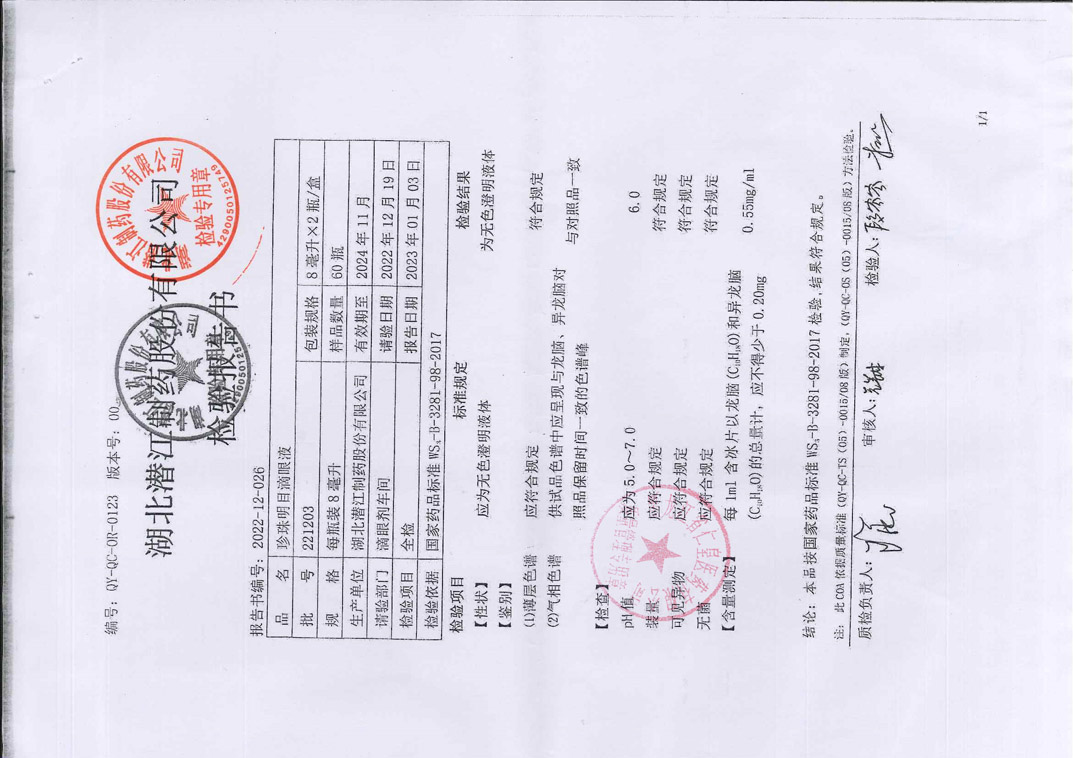 编号：QY-QC-OR-0123 版本号：00
湖北潜江制药股份有限公司
检验报告书
报告书编号：2022-12-026
品名 珍珠明目滴眼液
批号 221203 包装规格 8毫升×2瓶/盒
规格 每瓶装8毫升 样品数量 60瓶
生产单位 湖北潜江制药股份有限公司 有效期至 2024年11月
请验部门 滴眼剂车间 请验日期 2022年12月19日
检验项目 全检 报告日期 2023年01月03日
检验依据 国家药品标准 WS₃-B-3281-98-2017
检验项目 标准规定 检验结果
【性状】 应为无色澄明液体 为无色澄明液体
【鉴别】
(1)薄层色谱 应符合规定 符合规定
(2)气相色谱 供试品色谱中应呈现与龙脑、异龙脑对 与对照品一致
照品保留时间一致的色谱峰
【检查】
pH值 应为5.0～7.0 6.0
装量 应符合规定 符合规定
可见异物 应符合规定 符合规定
无菌 应符合规定 符合规定
【含量测定】 每1ml含冰片以龙脑(C₁₀H₁₈O)和异龙脑 0.55mg/ml
(C₁₀H₁₈O)的总量计，应不得少于0.20mg
结论：本品按国家药品标准WS₃-B-3281-98-2017检验,结果符合规定。
注：此COA依据质量标准(QY-QC-TS(05)-0015/08版)制定，(QY-QC-OS(05)-0015/08版)方法检验。
质检负责人： 审核人： 检验人：
1/1
检验专用章
4290050125749